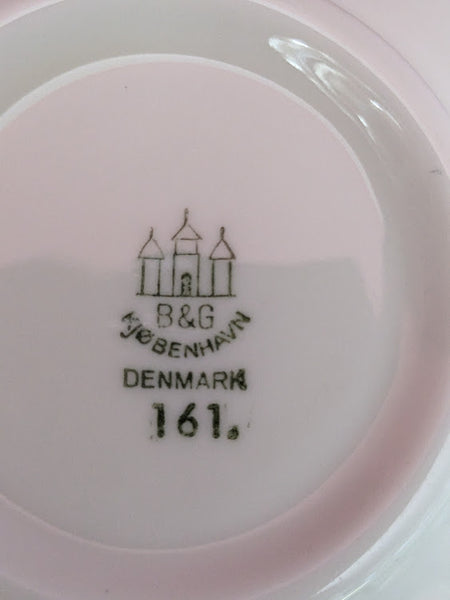 B&G
KJØBENHAVN
DENMARK
161.